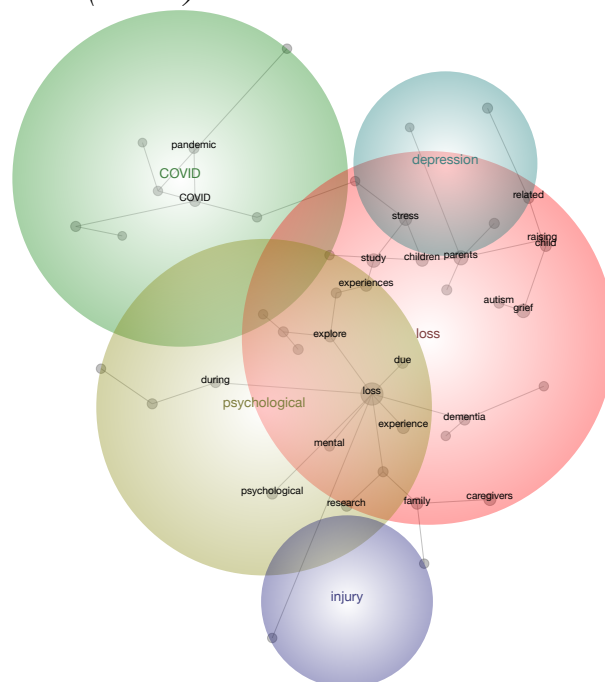 pandemic
depression
COVID
COVID
related
stress
raising
child
study
children
parents
experiences
autism
grief
explore
loss
due
during
loss
psychological
dementia
experience
mental
psychological
research
family
caregivers
injury